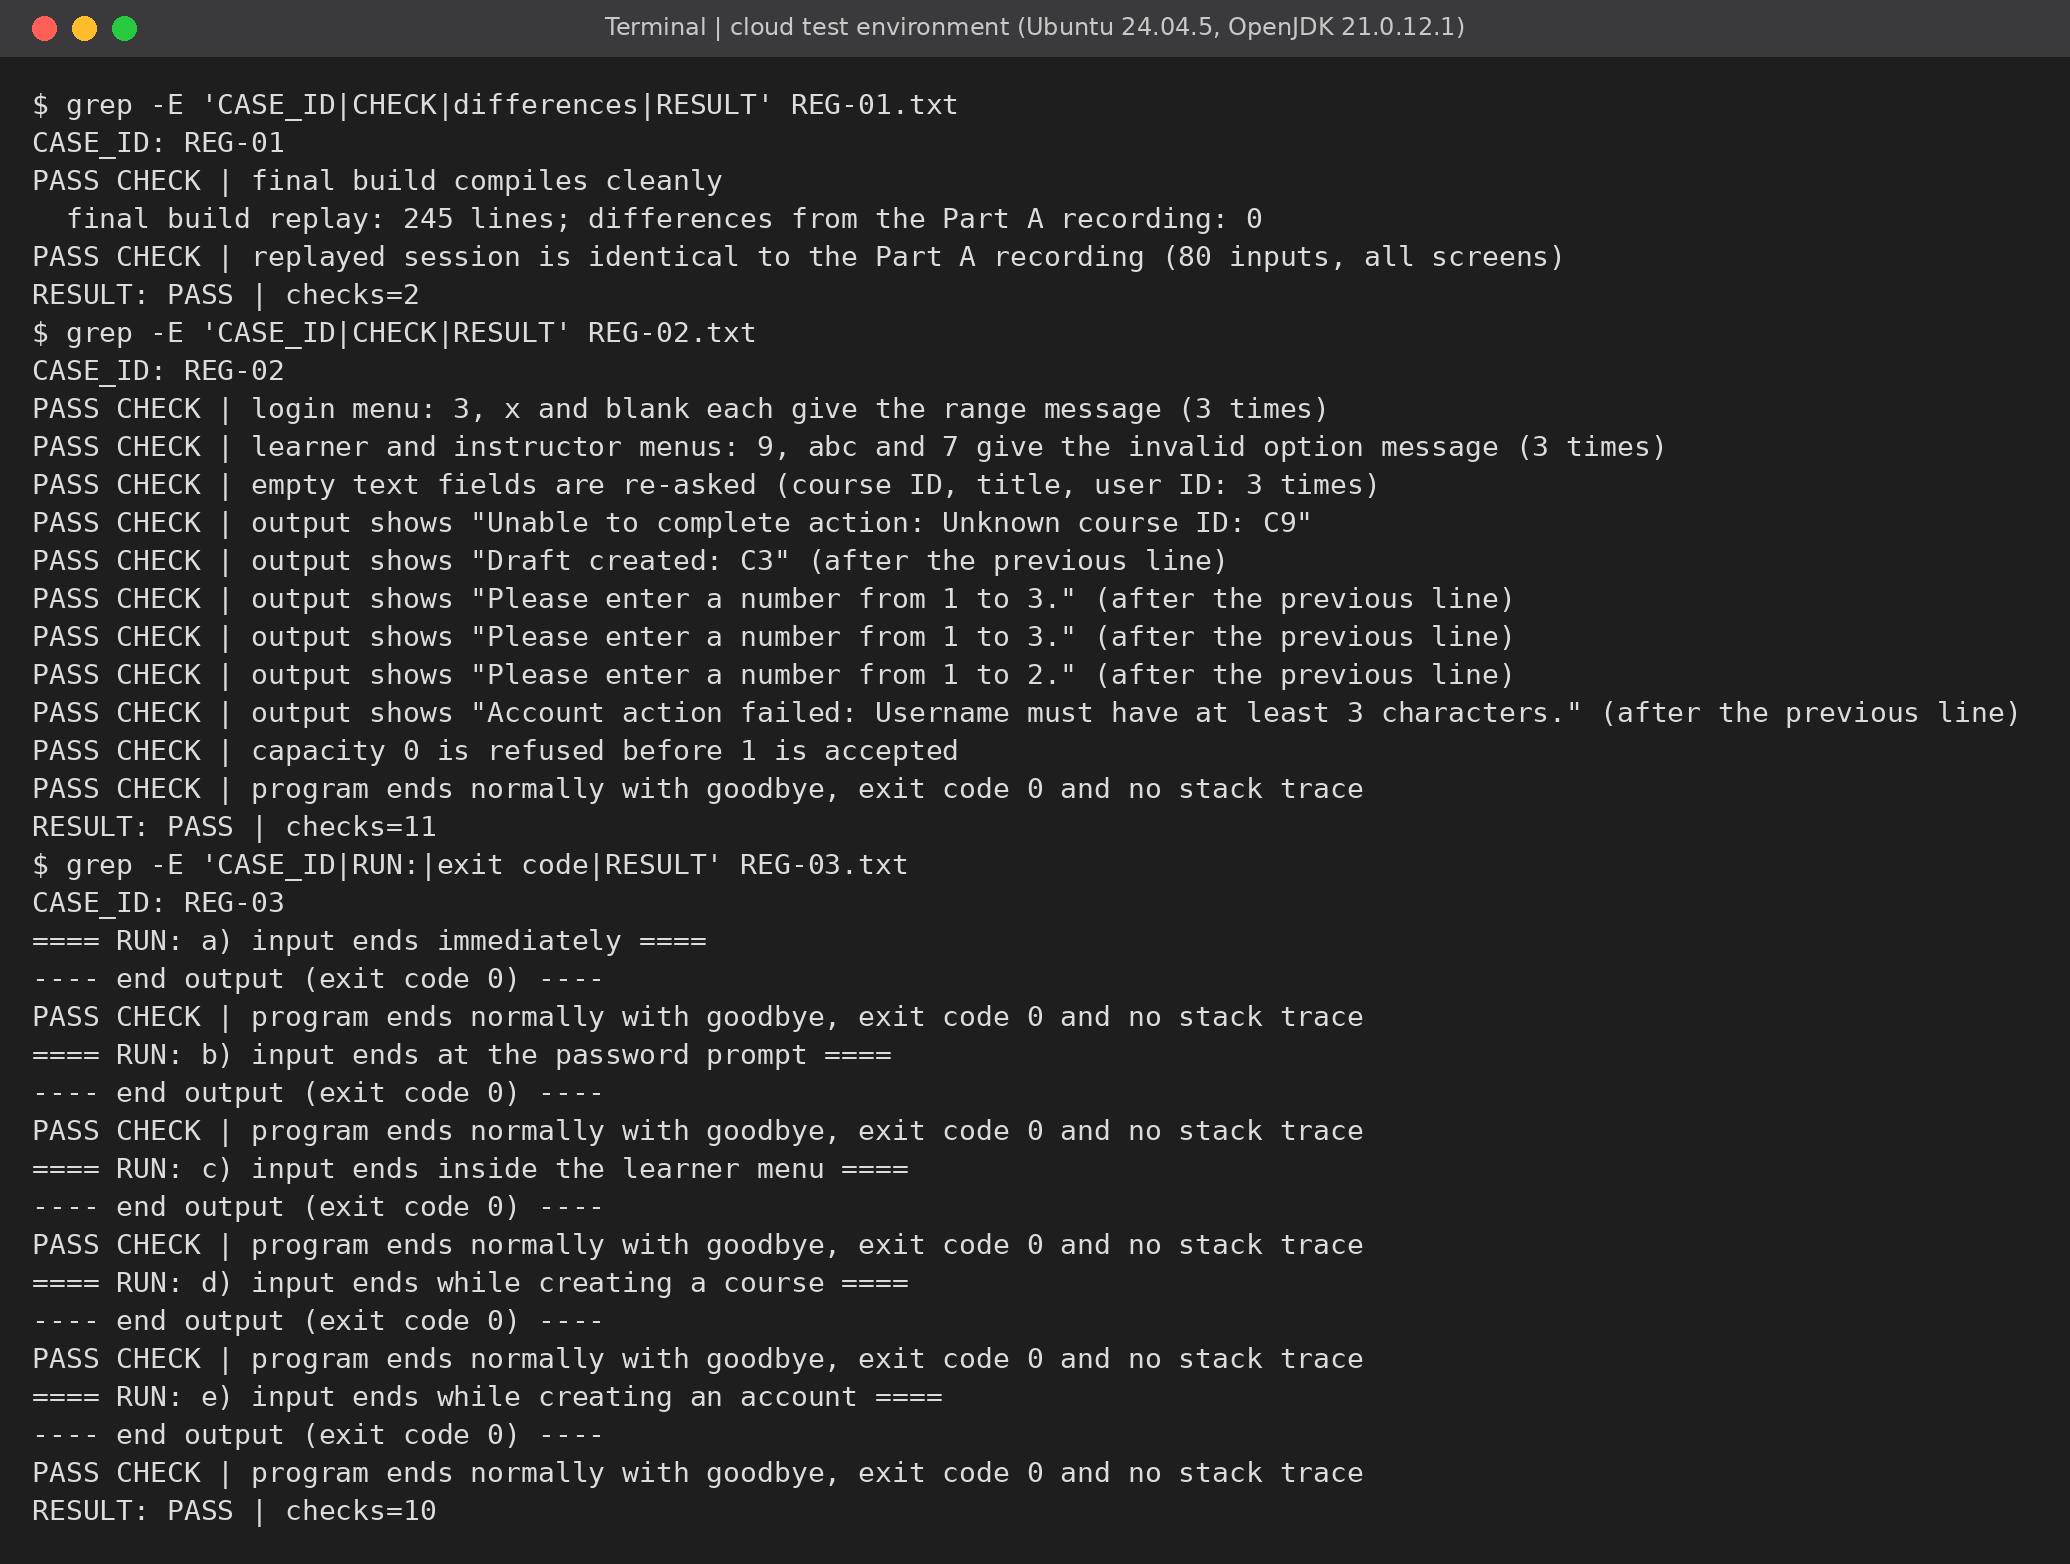 Terminal | cloud test environment (Ubuntu 24.04.5, OpenJDK 21.0.12.1)
$ grep -E 'CASE_ID|CHECK|differences|RESULT' REG-01.txt
CASE_ID: REG-01
PASS CHECK | final build compiles cleanly
  final build replay: 245 lines; differences from the Part A recording: 0
PASS CHECK | replayed session is identical to the Part A recording (80 inputs, all screens)
RESULT: PASS | checks=2
$ grep -E 'CASE_ID|CHECK|RESULT' REG-02.txt
CASE_ID: REG-02
PASS CHECK | login menu: 3, x and blank each give the range message (3 times)
PASS CHECK | learner and instructor menus: 9, abc and 7 give the invalid option message (3 times)
PASS CHECK | empty text fields are re-asked (course ID, title, user ID: 3 times)
PASS CHECK | output shows "Unable to complete action: Unknown course ID: C9"
PASS CHECK | output shows "Draft created: C3" (after the previous line)
PASS CHECK | output shows "Please enter a number from 1 to 3." (after the previous line)
PASS CHECK | output shows "Please enter a number from 1 to 3." (after the previous line)
PASS CHECK | output shows "Please enter a number from 1 to 2." (after the previous line)
PASS CHECK | output shows "Account action failed: Username must have at least 3 characters." (after the previous line)
PASS CHECK | capacity 0 is refused before 1 is accepted
PASS CHECK | program ends normally with goodbye, exit code 0 and no stack trace
RESULT: PASS | checks=11
$ grep -E 'CASE_ID|RUN:|exit code|RESULT' REG-03.txt
CASE_ID: REG-03
==== RUN: a) input ends immediately ====
---- end output (exit code 0) ----
PASS CHECK | program ends normally with goodbye, exit code 0 and no stack trace
==== RUN: b) input ends at the password prompt ====
---- end output (exit code 0) ----
PASS CHECK | program ends normally with goodbye, exit code 0 and no stack trace
==== RUN: c) input ends inside the learner menu ====
---- end output (exit code 0) ----
PASS CHECK | program ends normally with goodbye, exit code 0 and no stack trace
==== RUN: d) input ends while creating a course ====
---- end output (exit code 0) ----
PASS CHECK | program ends normally with goodbye, exit code 0 and no stack trace
==== RUN: e) input ends while creating an account ====
---- end output (exit code 0) ----
PASS CHECK | program ends normally with goodbye, exit code 0 and no stack trace
RESULT: PASS | checks=10